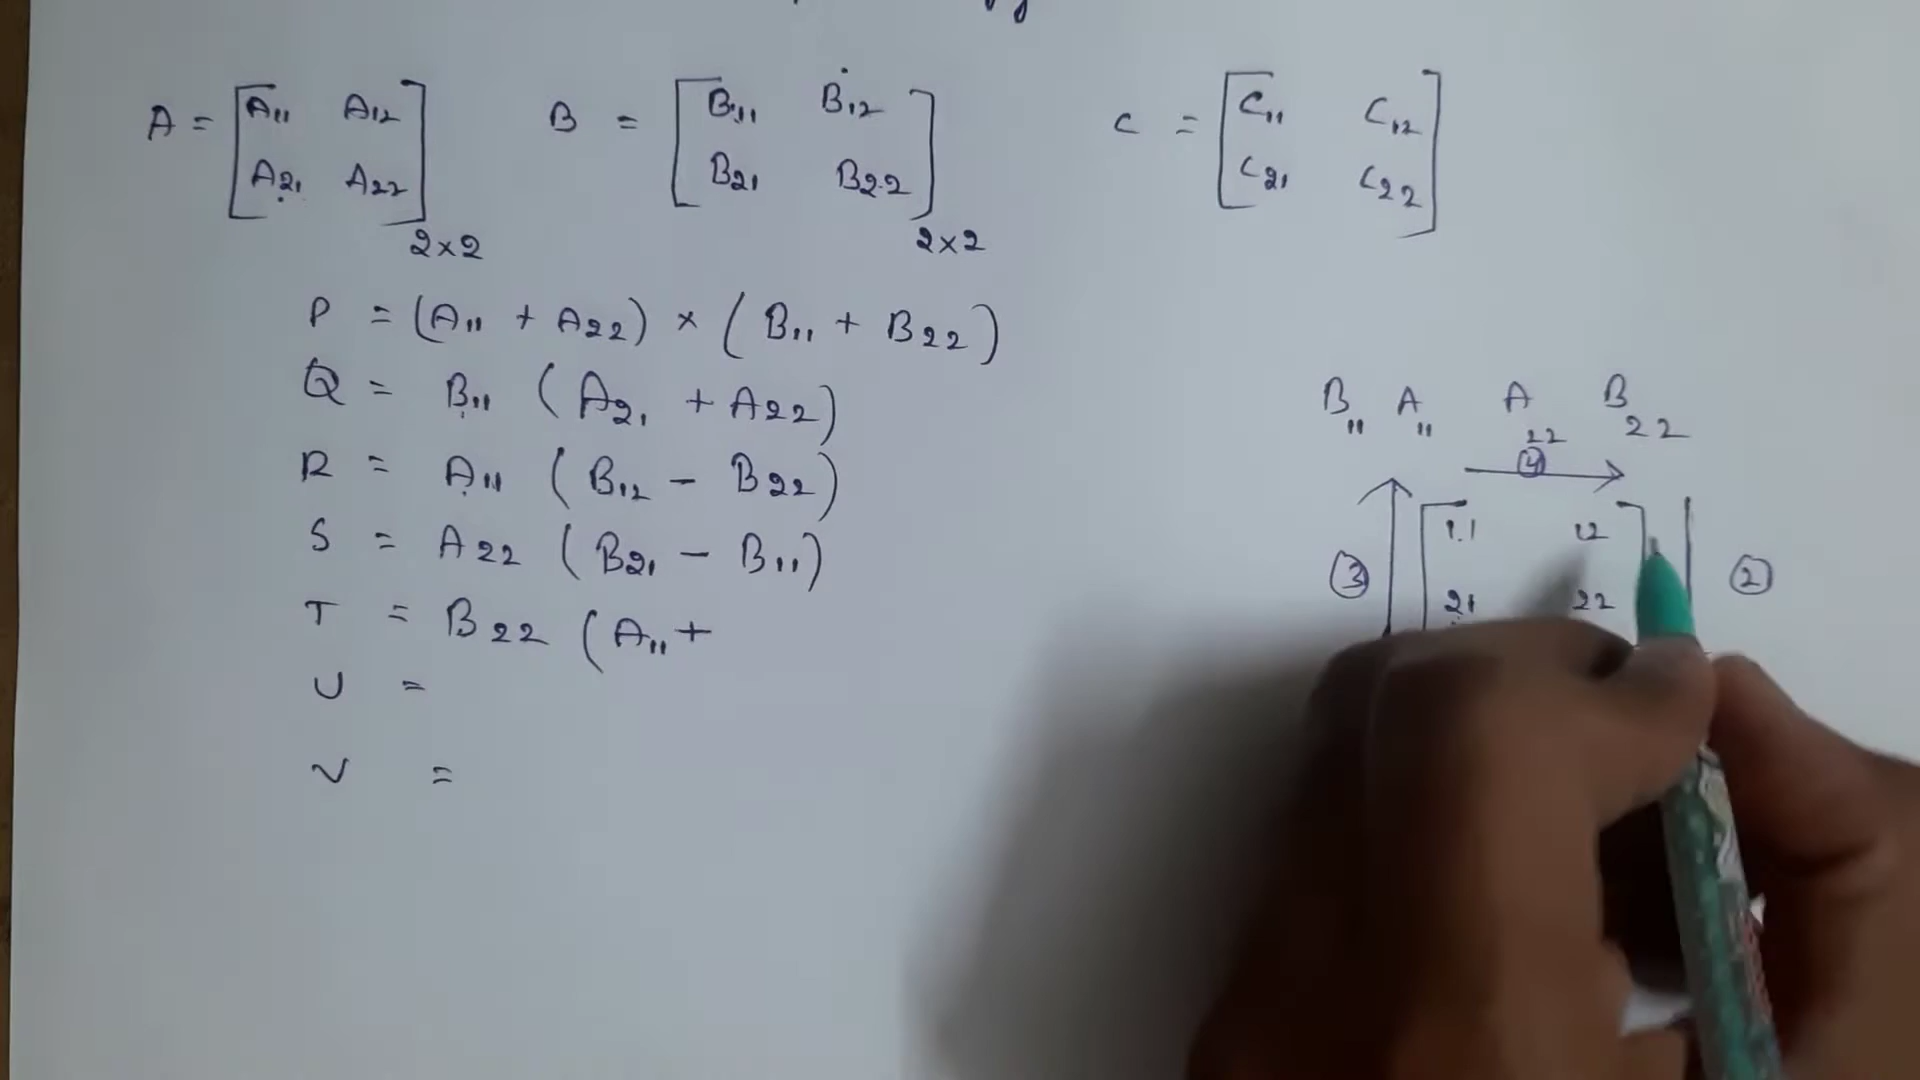 A = [A11 A12
A21 A22] 2×2
B = [B11 B12
B21 B22] 2×2
C = [C11 C12
C21 C22]
P = (A11 + A22) × (B11 + B22)
Q = B11 (A21 + A22)
R = A11 (B12 - B22)
S = A22 (B21 - B11)
T = B22 (A11 +
U =
V =
B11 A11 A22 B22
4
3
11 12
21 22
2